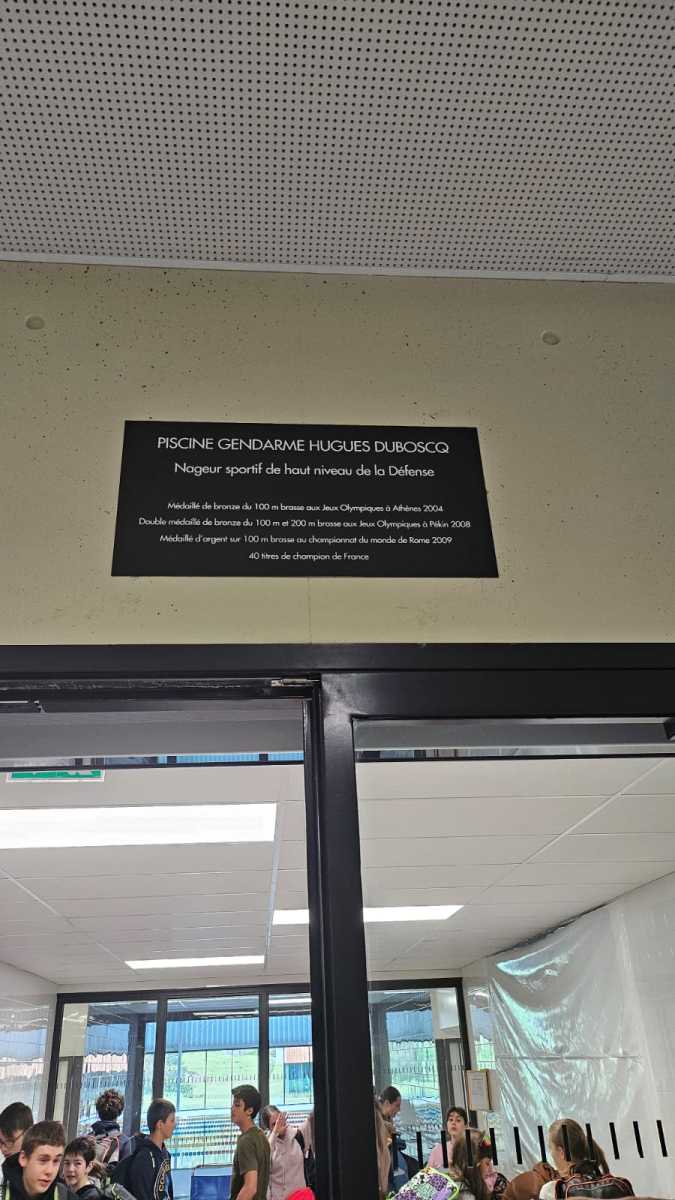 PISCINE GENDARME HUGUES DUBOSCQ
Nageur sportif de haut niveau de la Défense
Médaillé de bronze du 100 m brasse aux Jeux Olympiques à Athènes 2004
Double médaillé de bronze du 100 m et 200 m brasse aux Jeux Olympiques à Pékin 2008
Médaillé d'argent sur 100 m brasse au championnat du monde de Rome 2009
40 titres de champion de France